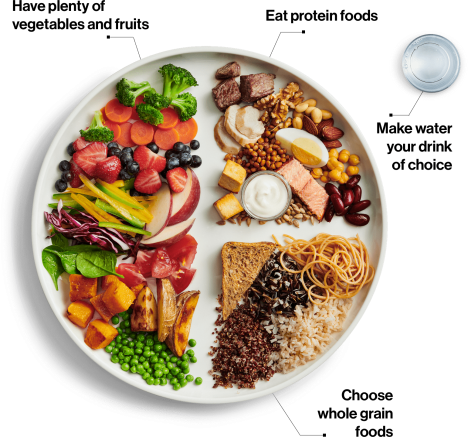 Have plenty of
vegetables and fruits
Eat protein foods
Make water
your drink
of choice
Choose
whole grain
foods